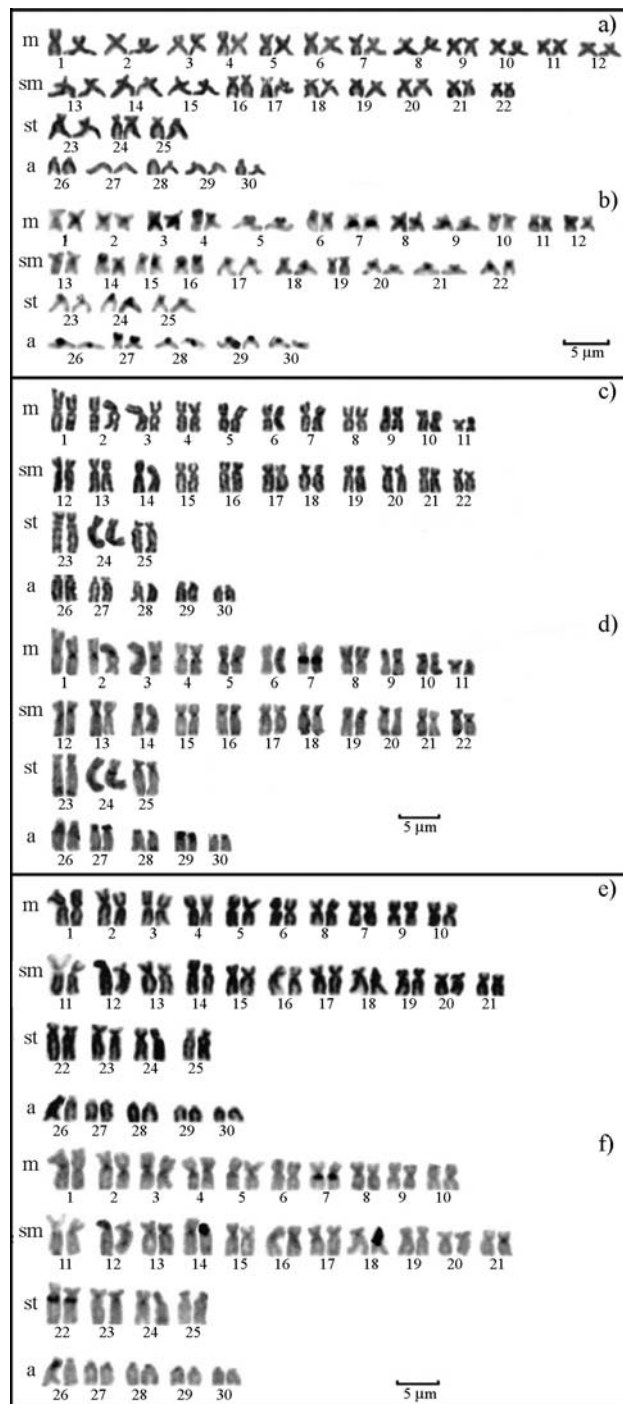 a)
m
1 2 3 4 5 6 7 8 9 10 11 12
sm
13 14 15 16 17 18 19 20 21 22
st
23 24 25
a
26 27 28 29 30
b)
m
1 2 3 4 5 6 7 8 9 10 11 12
sm
13 14 15 16 17 18 19 20 21 22
st
23 24 25
a
26 27 28 29 30
5 µm
c)
m
1 2 3 4 5 6 7 8 9 10 11
sm
12 13 14 15 16 17 18 19 20 21 22
st
23 24 25
a
26 27 28 29 30
d)
m
1 2 3 4 5 6 7 8 9 10 11
sm
12 13 14 15 16 17 18 19 20 21 22
st
23 24 25
5 µm
a
26 27 28 29 30
e)
m
1 2 3 4 5 6 8 7 9 10
sm
11 12 13 14 15 16 17 18 19 20 21
st
22 23 24 25
a
26 27 28 29 30
f)
m
1 2 3 4 5 6 7 8 9 10
sm
11 12 13 14 15 16 17 18 19 20 21
st
22 23 24 25
a
26 27 28 29 30
5 µm